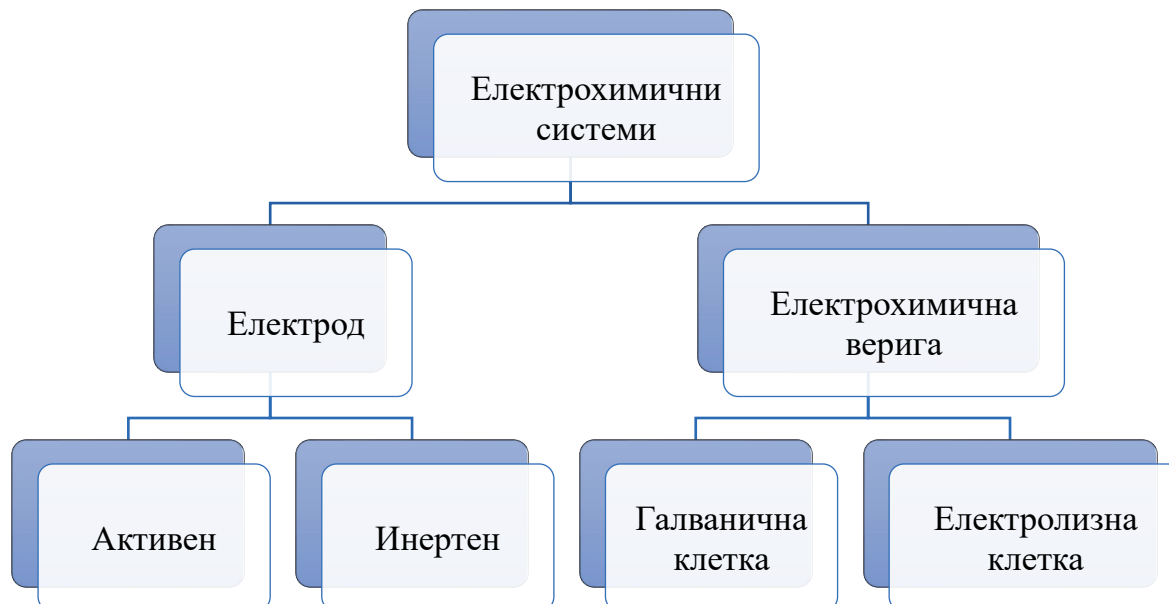 Електрохимични
системи
Електрод
Електрохимична
верига
Активен
Инертен
Галванична
клетка
Електролизна
клетка